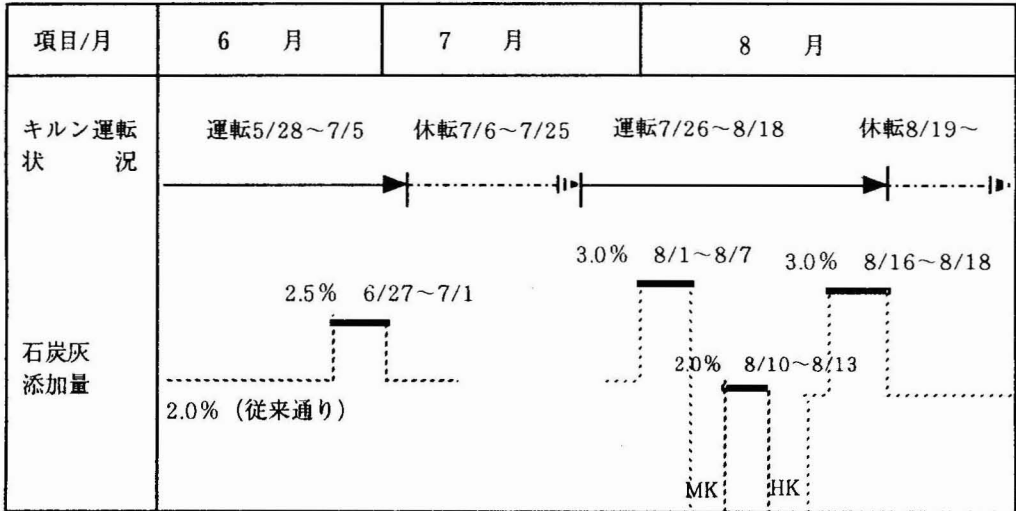 項目/月
6 月
7 月
8 月
キルン運転
状 況
運転5/28～7/5
休転7/6～7/25
運転7/26～8/18
休転8/19～
石炭灰
添加量
2.0%（従来通り）
2.5% 6/27～7/1
3.0% 8/1～8/7
2.0% 8/10～8/13
3.0% 8/16～8/18
MK
HK